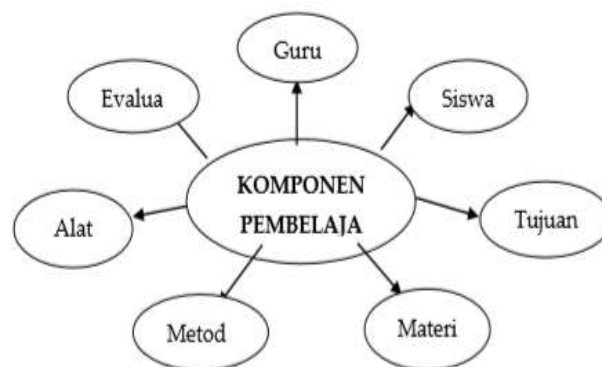 Guru
Evalua
Siswa
KOMPONEN
PEMBELAJA
Alat
Tujuan
Metod
Materi